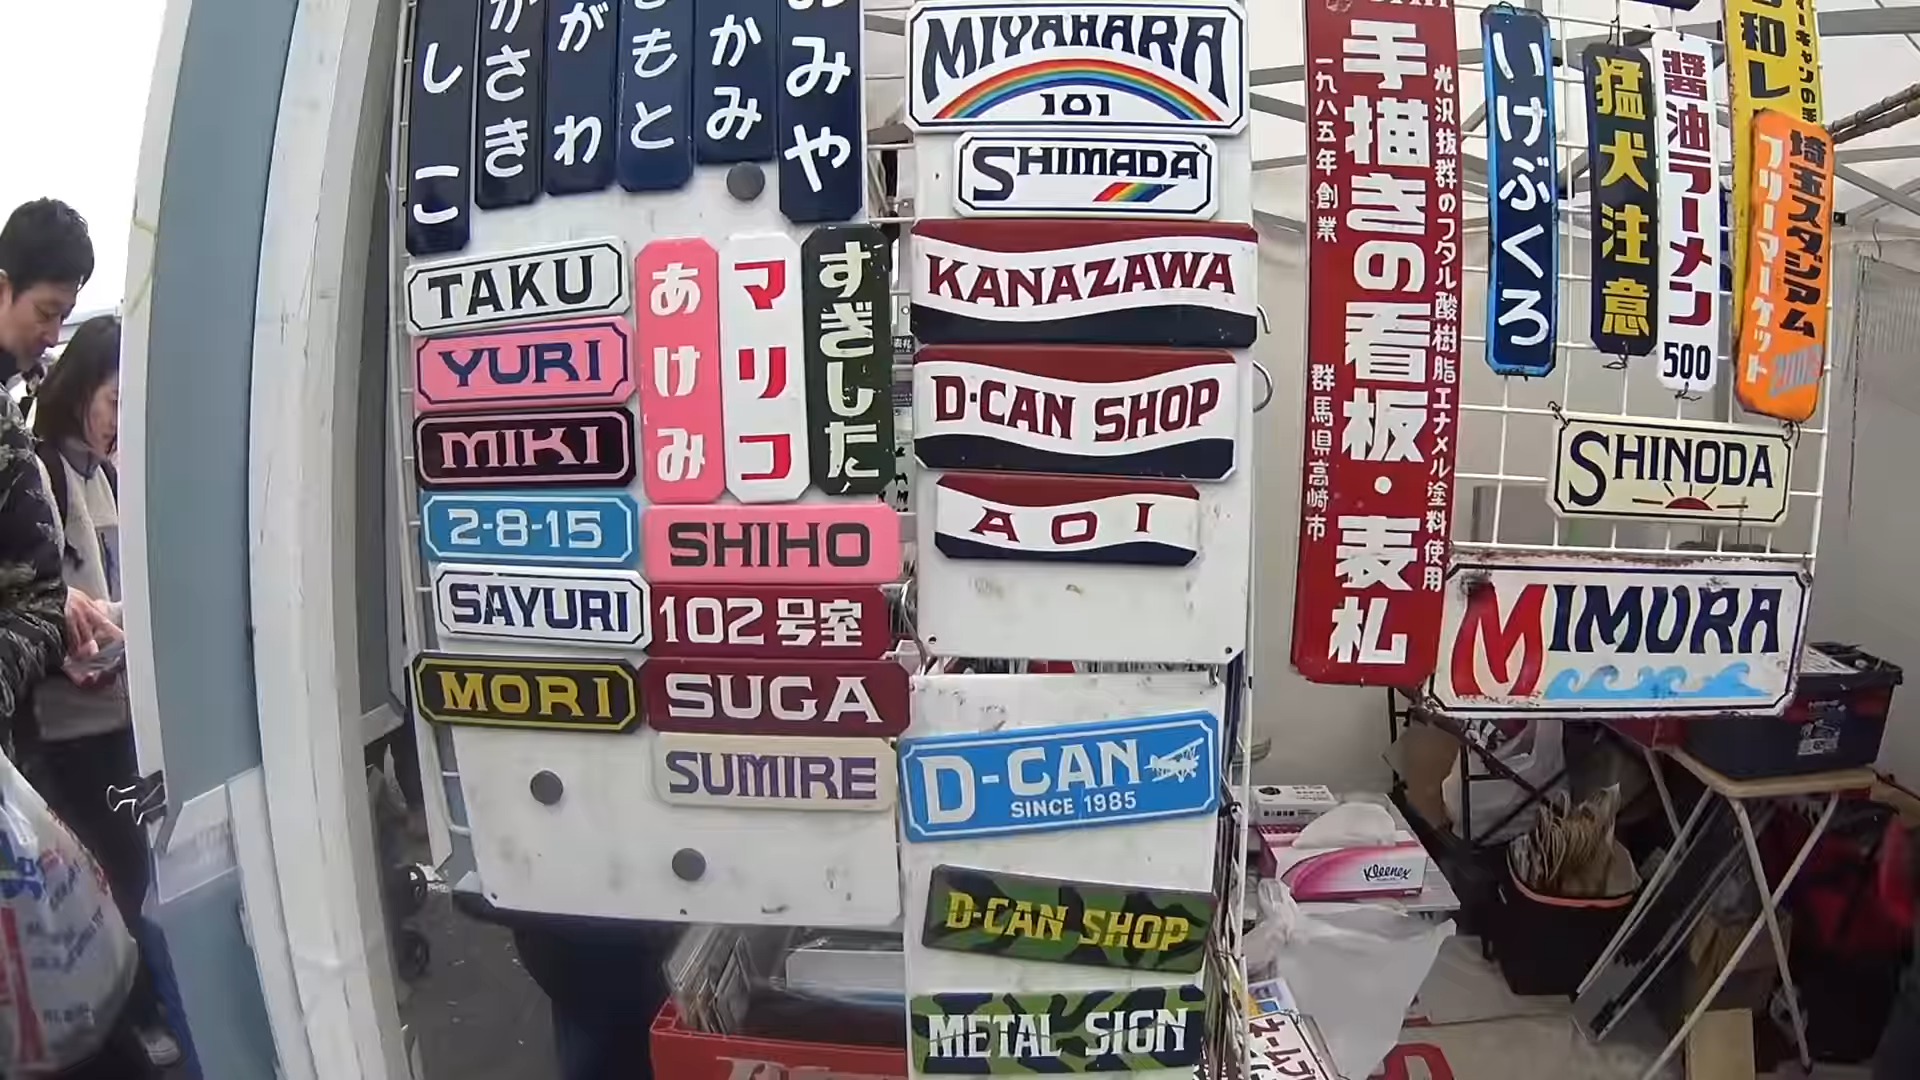 しこ
かさき
がわ
もと
かみ
みや
TAKU
YURI
MIKI
2-8-15
SAYURI
MORI
あけみ
マリコ
すぎした
SHIHO
102号室
SUGA
SUMIRE
MIYAHARA
101
SHIMADA
KANAZAWA
D·CAN SHOP
AOI
D-CAN
SINCE 1985
D-CAN SHOP
METAL SIGN
光沢抜群のフタル酸樹脂エナメル塗料使用
手描きの看板・表札
一九八五年創業
群馬県高崎市
いけぶくろ
猛犬注意
醤油ラーメン
500
和レ
埼玉スタジアム
フリーマーケット
SHINODA
MIMURA
Kleenex